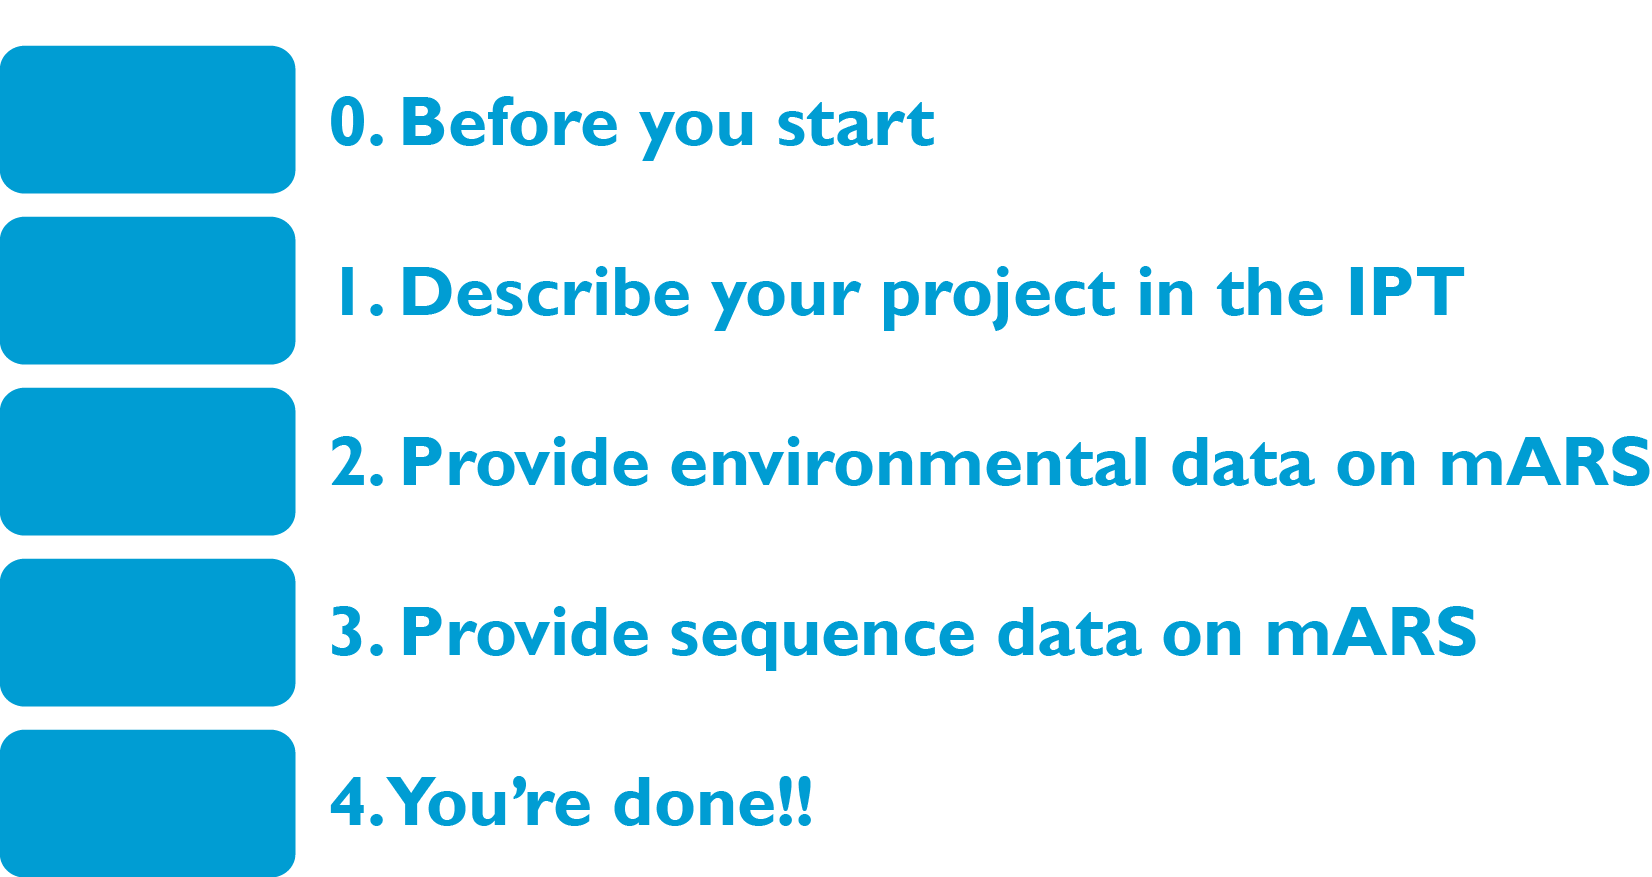 0. Before you start
1. Describe your project in the IPT
2. Provide environmental data on mARS
3. Provide sequence data on mARS
4. You’re done!!